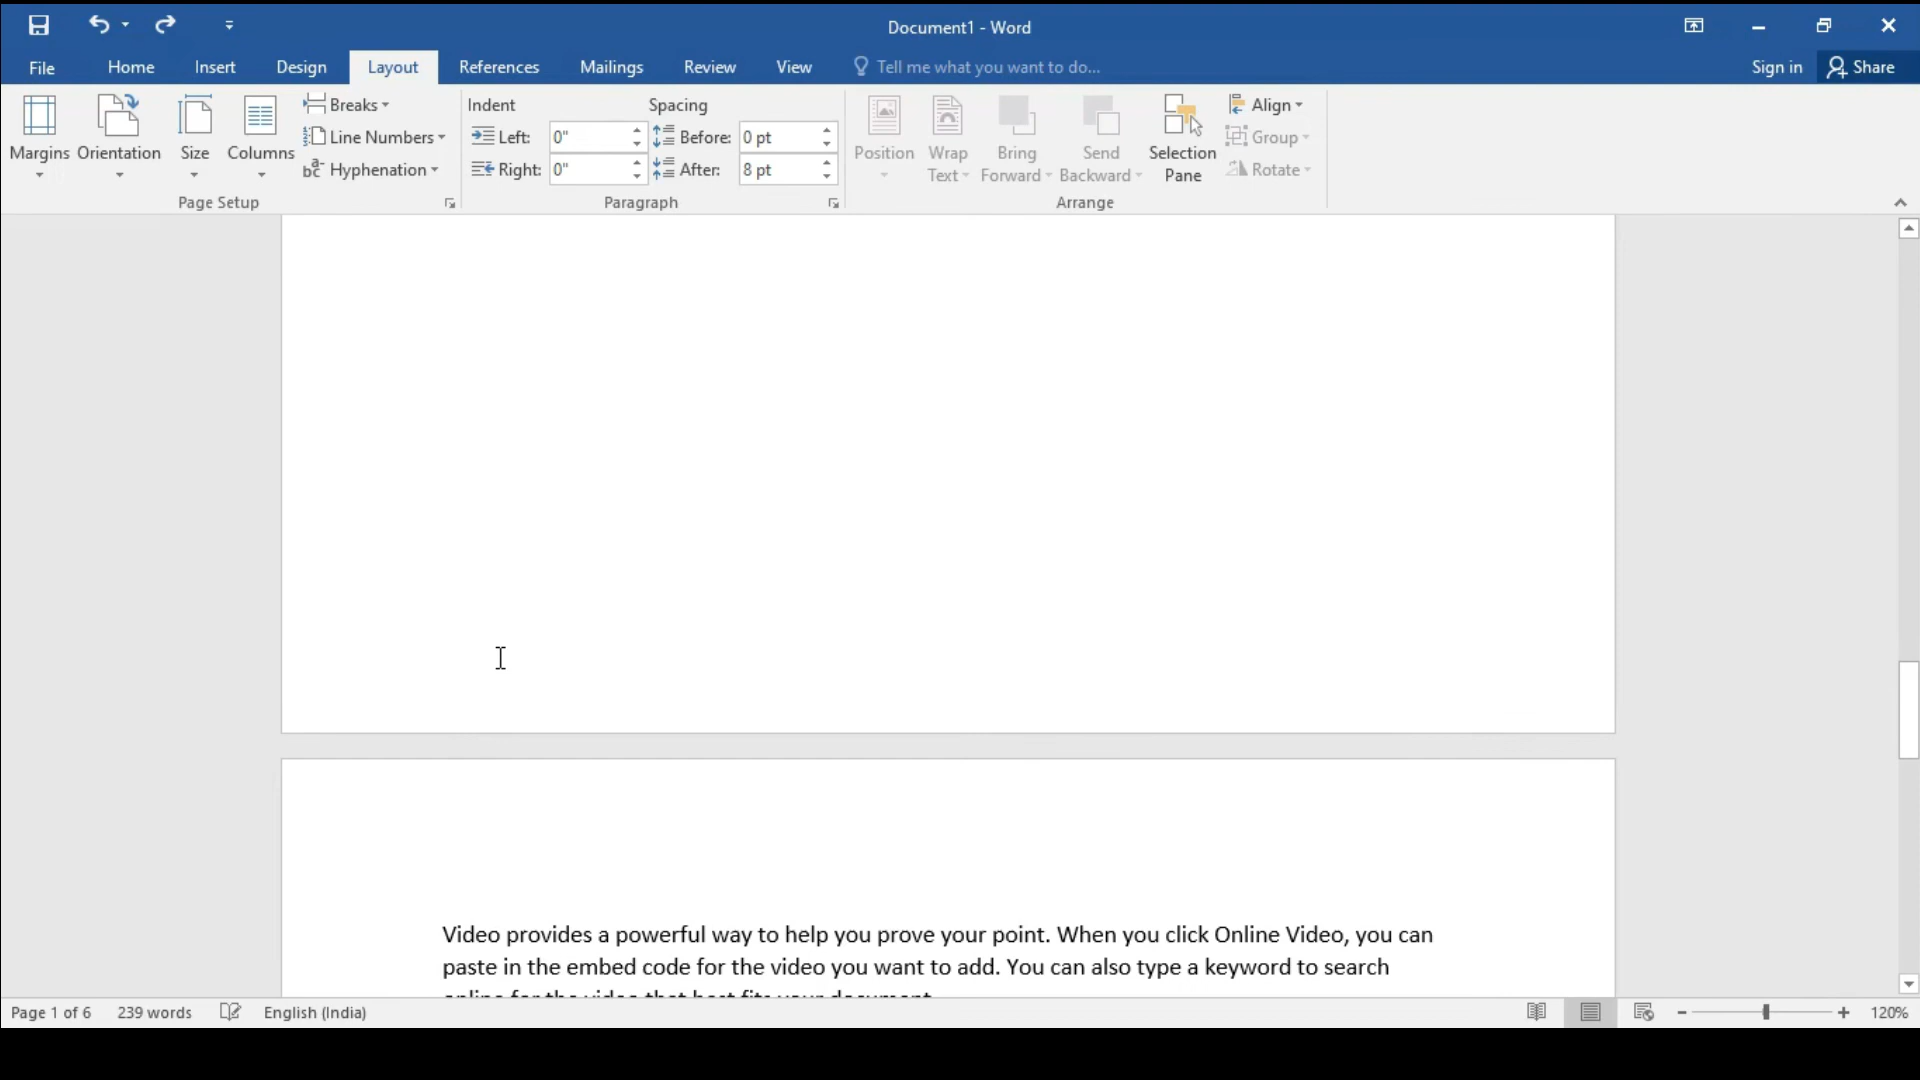 Document1 - Word
File Home Insert Design Layout References Mailings Review View Tell me what you want to do... Sign in Share
Margins Orientation Size Columns
Breaks
Line Numbers
Hyphenation
Page Setup
Indent Spacing
Left: 0" Before: 0 pt
Right: 0" After: 8 pt
Paragraph
Position Wrap Text Bring Forward Send Backward Selection Pane
Align
Group
Rotate
Arrange
Video provides a powerful way to help you prove your point. When you click Online Video, you can
paste in the embed code for the video you want to add. You can also type a keyword to search
online for the video that best fits your document.
Page 1 of 6 239 words English (India) 120%